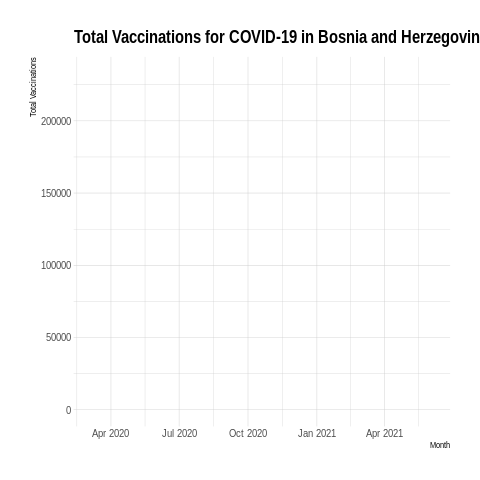 Total Vaccinations for COVID-19 in Bosnia and Herzegovin
Total Vaccinations
200000
150000
100000
50000
0
Apr 2020 Jul 2020 Oct 2020 Jan 2021 Apr 2021
Month